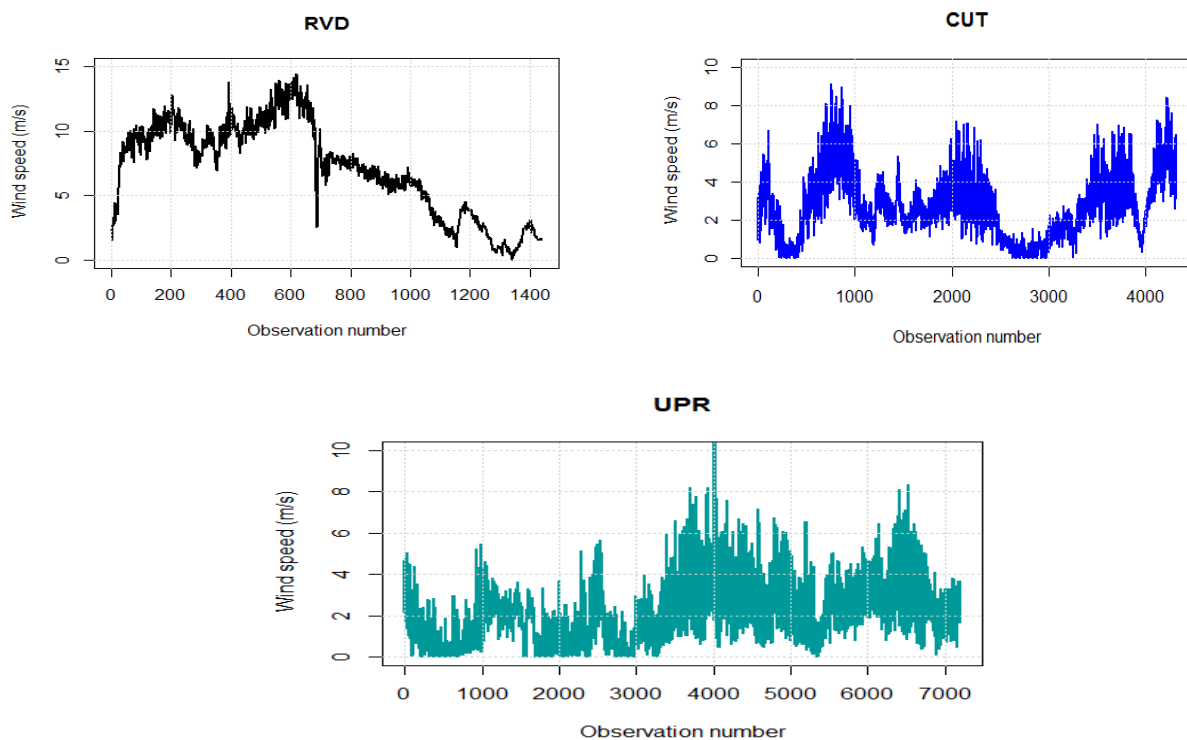 RVD
Wind speed (m/s)
15
10
5
0
0 200 400 600 800 1000 1200 1400
Observation number
CUT
Wind speed (m/s)
10
8
6
4
2
0
0 1000 2000 3000 4000
Observation number
UPR
Wind speed (m/s)
10
8
6
4
2
0
0 1000 2000 3000 4000 5000 6000 7000
Observation number